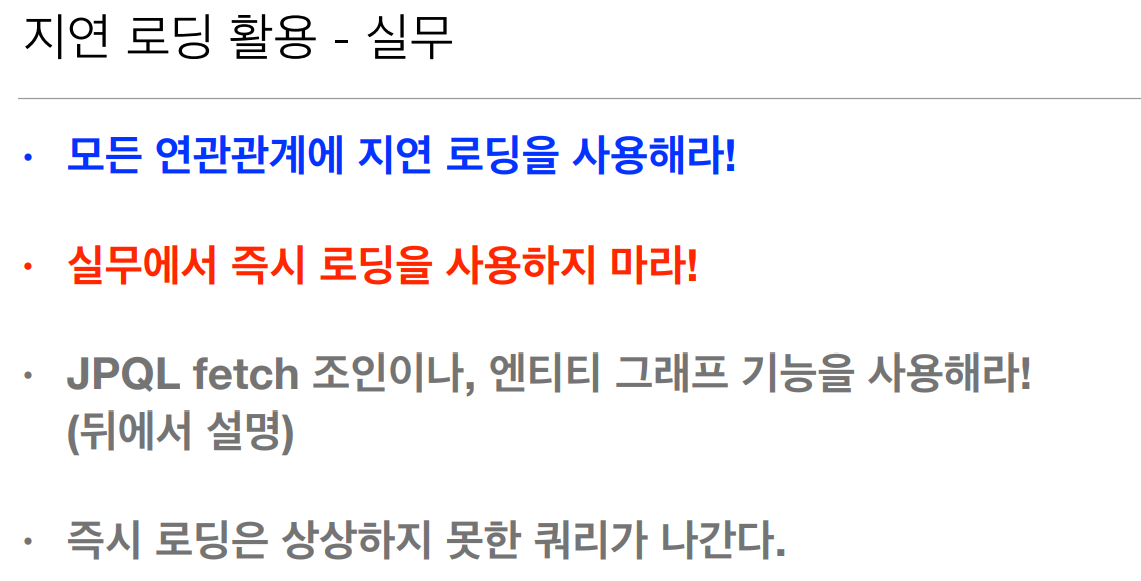 지연 로딩 활용 - 실무
• 모든 연관관계에 지연 로딩을 사용해라!
• 실무에서 즉시 로딩을 사용하지 마라!
• JPQL fetch 조인이나, 엔티티 그래프 기능을 사용해라!
(뒤에서 설명)
• 즉시 로딩은 상상하지 못한 쿼리가 나간다.